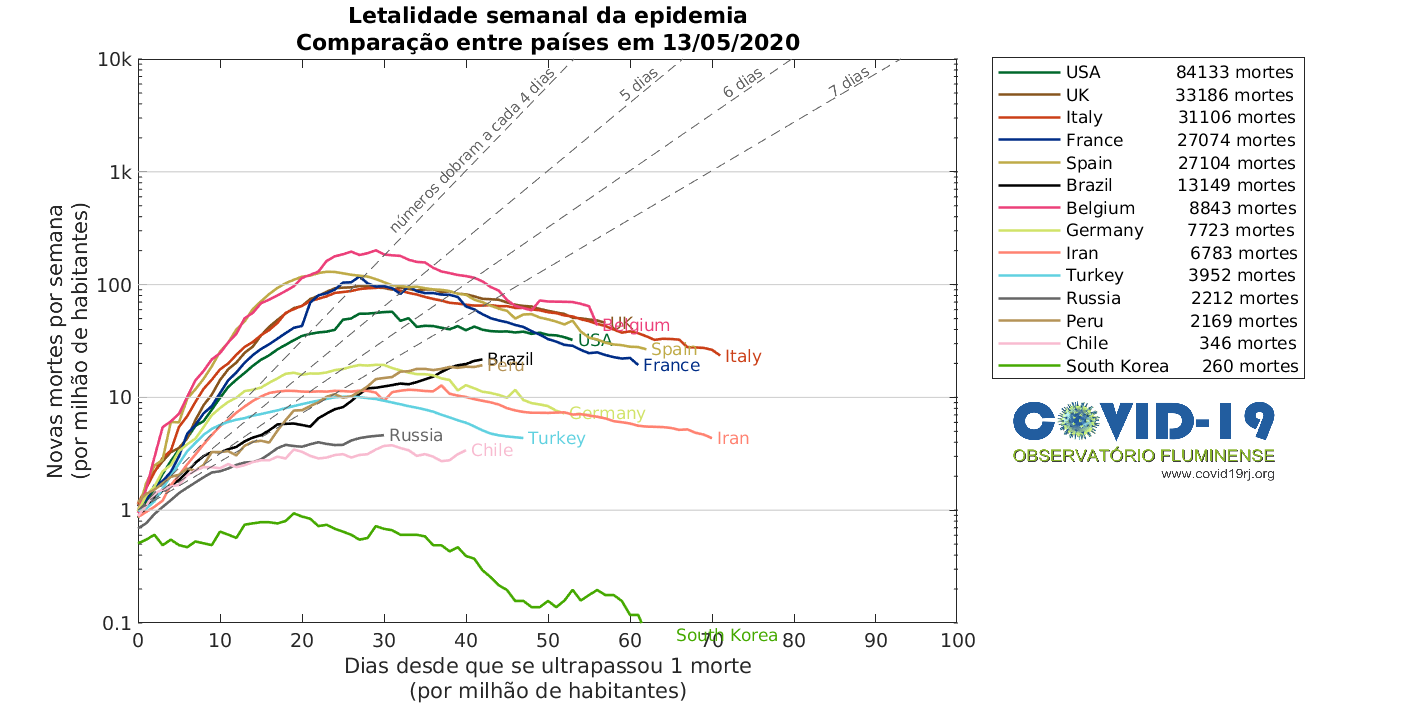 Letalidade semanal da epidemia
Comparação entre países em 13/05/2020
Novas mortes por semana
(por milhão de habitantes)
10k
1k
100
10
1
0.1
números dobram a cada 4 dias
5 dias
6 dias
7 dias
Belgium
UK
USA
Spain
Italy
France
Brazil
Peru
Germany
Iran
Turkey
Russia
Chile
South Korea
0 10 20 30 40 50 60 70 80 90 100
Dias desde que se ultrapassou 1 morte
(por milhão de habitantes)
USA 84133 mortes
UK 33186 mortes
Italy 31106 mortes
France 27074 mortes
Spain 27104 mortes
Brazil 13149 mortes
Belgium 8843 mortes
Germany 7723 mortes
Iran 6783 mortes
Turkey 3952 mortes
Russia 2212 mortes
Peru 2169 mortes
Chile 346 mortes
South Korea 260 mortes
COVID-19
OBSERVATÓRIO FLUMINENSE
www.covid19rj.org